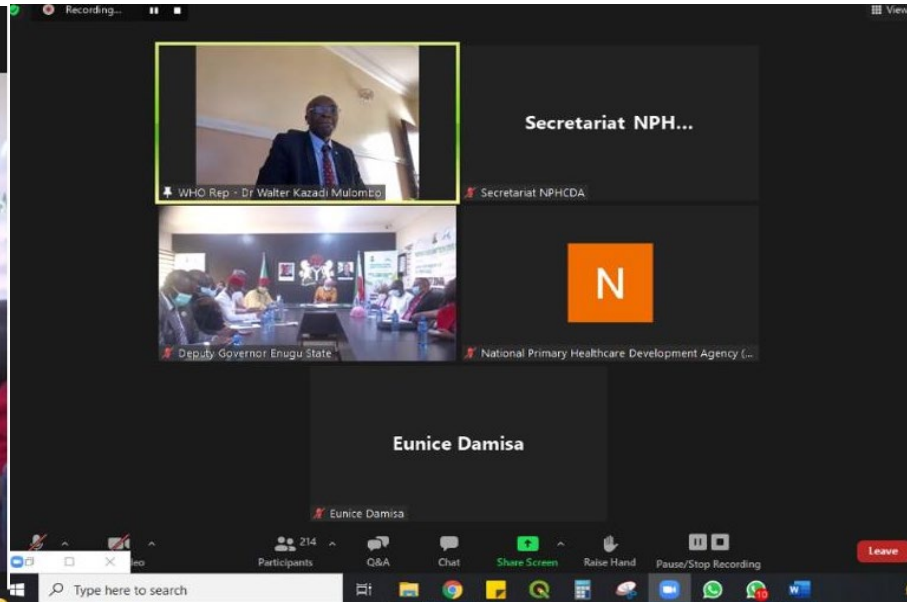 Recording...
View
Secretariat NPH...
WHO Rep - Dr Walter Kazadi Mulombo
Secretariat NPHCDA
N
Deputy Governor Enugu State
National Primary Healthcare Development Agency (...
Eunice Damisa
Eunice Damisa
214
Participants
Q&A
Chat
Share Screen
Raise Hand
Pause/Stop Recording
Leave
Type here to search
10